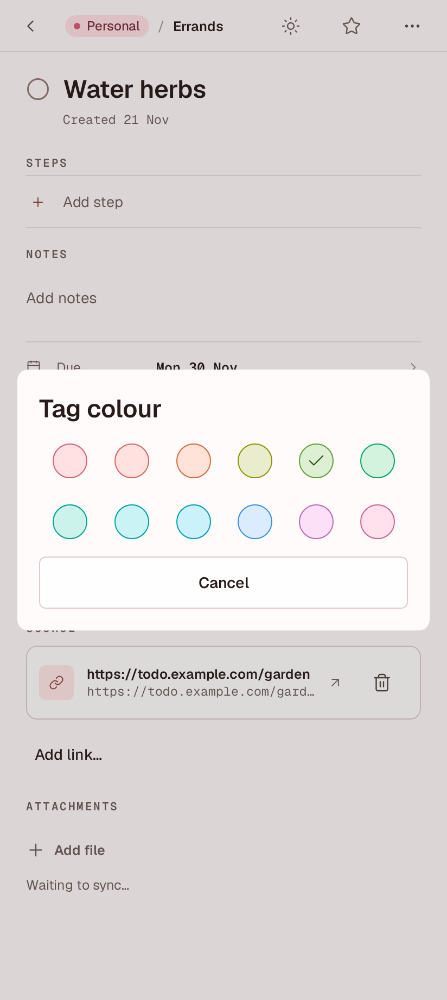 Personal / Errands
Water herbs
Created 21 Nov
STEPS
+ Add step
NOTES
Add notes
Due Mon 30 Nov
Tag colour
Cancel
https://todo.example.com/garden
https://todo.example.com/gard…
Add link…
ATTACHMENTS
Add file
Waiting to sync…